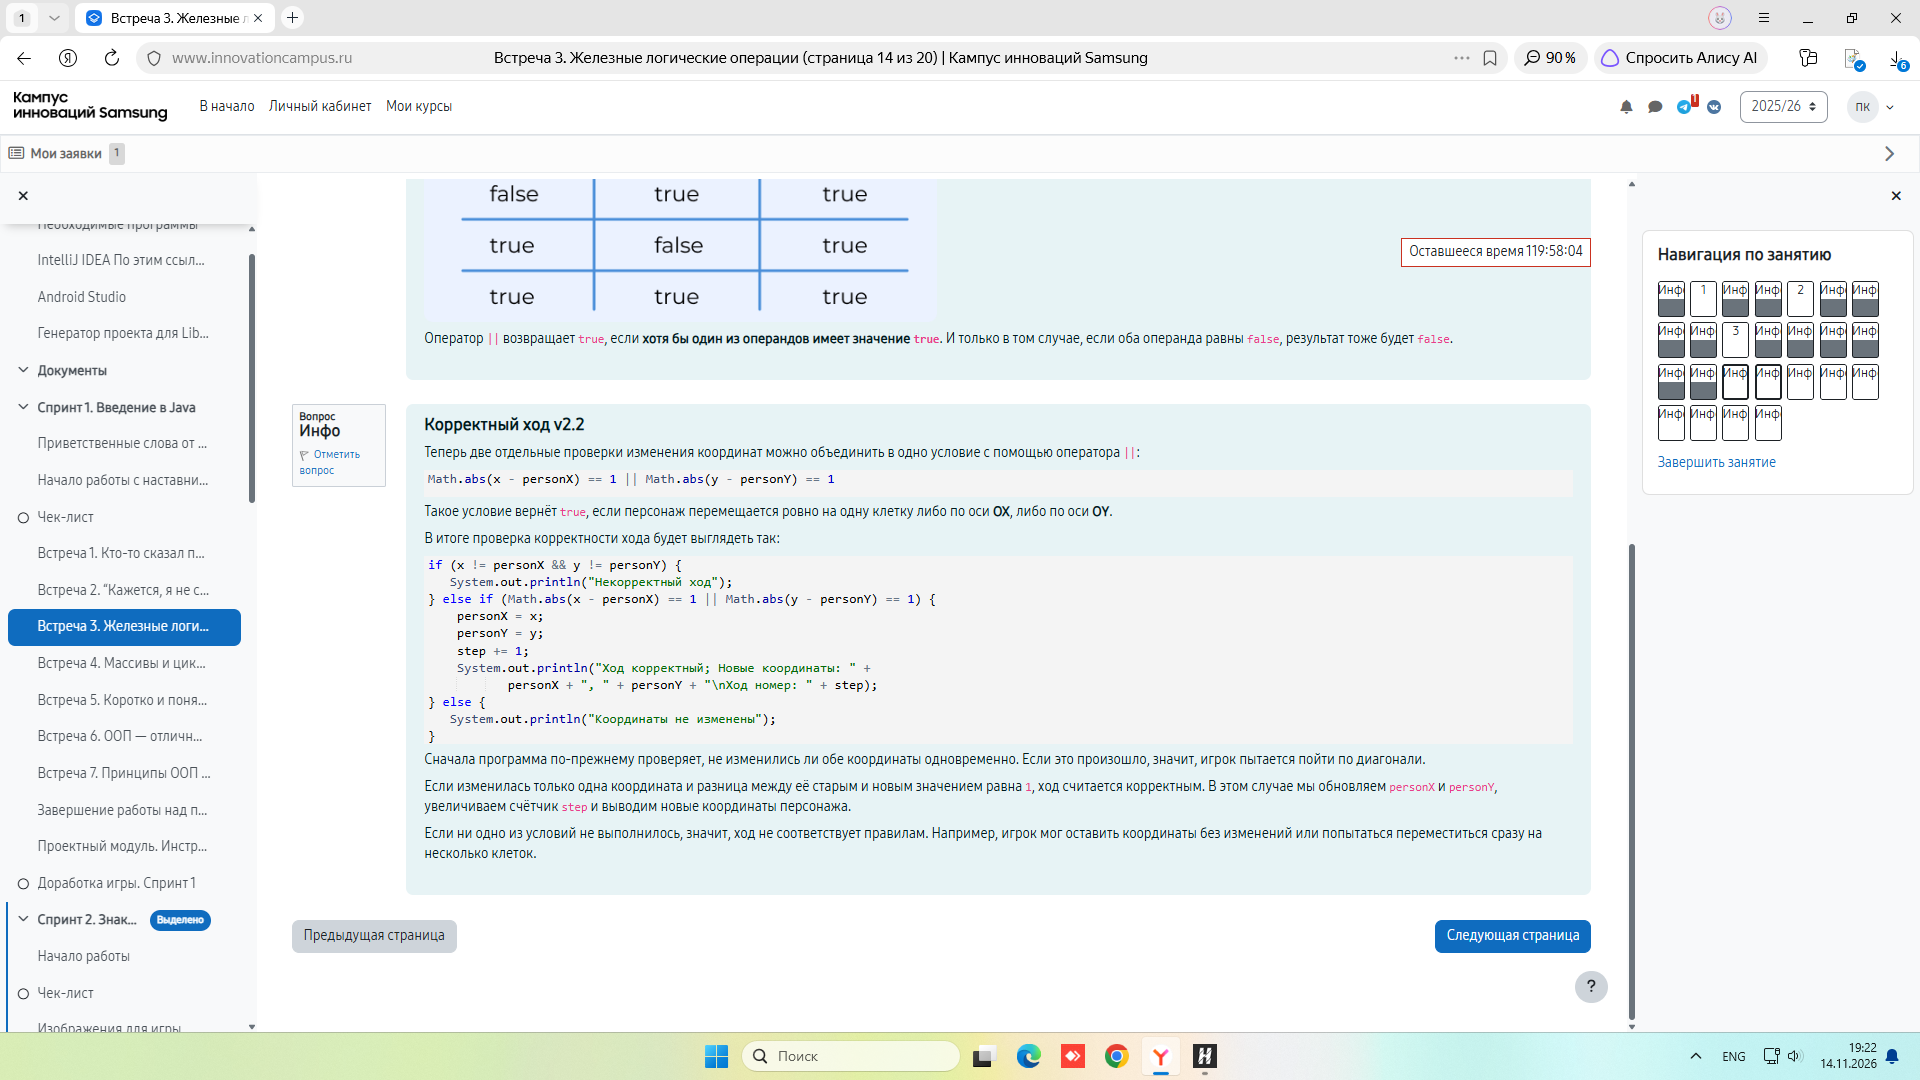 1
Встреча 3. Железные л
www.innovationcampus.ru
Встреча 3. Железные логические операции (страница 14 из 20) | Кампус инноваций Samsung
90 %
Спросить Алису AI
6
Кампус
инноваций Samsung
В начало
Личный кабинет
Мои курсы
1
2025/26
ПК
Мои заявки
1
Необходимые программы
IntelliJ IDEA По этим ссыл...
Android Studio
Генератор проекта для Lib...
Документы
Спринт 1. Введение в Java
Приветственные слова от ...
Начало работы с наставни...
Чек-лист
Встреча 1. Кто-то сказал п...
Встреча 2. “Кажется, я не с...
Встреча 3. Железные логи...
Встреча 4. Массивы и цик...
Встреча 5. Коротко и поня...
Встреча 6. ООП — отличн...
Встреча 7. Принципы ООП ...
Завершение работы над п...
Проектный модуль. Инстр...
Доработка игры. Спринт 1
Спринт 2. Знак...
Выделено
Начало работы
Чек-лист
Изображения для игры
false true true
true false true
true true true
Оставшееся время 119:58:04
Оператор || возвращает true, если хотя бы один из операндов имеет значение true. И только в том случае, если оба операнда равны false, результат тоже будет false.
Вопрос
Инфо
Отметить
вопрос
Корректный ход v2.2
Теперь две отдельные проверки изменения координат можно объединить в одно условие с помощью оператора ||:
Math.abs(x - personX) == 1 || Math.abs(y - personY) == 1
Такое условие вернёт true, если персонаж перемещается ровно на одну клетку либо по оси OX, либо по оси OY.
В итоге проверка корректности хода будет выглядеть так:
if (x != personX && y != personY) {
System.out.println("Некорректный ход");
} else if (Math.abs(x - personX) == 1 || Math.abs(y - personY) == 1) {
personX = x;
personY = y;
step += 1;
System.out.println("Ход корректный; Новые координаты: " +
personX + ", " + personY + "\nХод номер: " + step);
} else {
System.out.println("Координаты не изменены");
}
Сначала программа по-прежнему проверяет, не изменились ли обе координаты одновременно. Если это произошло, значит, игрок пытается пойти по диагонали.
Если изменилась только одна координата и разница между её старым и новым значением равна 1, ход считается корректным. В этом случае мы обновляем personX и personY,
увеличиваем счётчик step и выводим новые координаты персонажа.
Если ни одно из условий не выполнилось, значит, ход не соответствует правилам. Например, игрок мог оставить координаты без изменений или попытаться переместиться сразу на
несколько клеток.
Предыдущая страница
Следующая страница
?
Навигация по занятию
Инф 1 Инф Инф 2 Инф Инф
Инф Инф 3 Инф Инф Инф Инф
Инф Инф Инф Инф Инф Инф Инф
Инф Инф Инф Инф
Завершить занятие
Поиск
ENG
19:22
14.11.2026